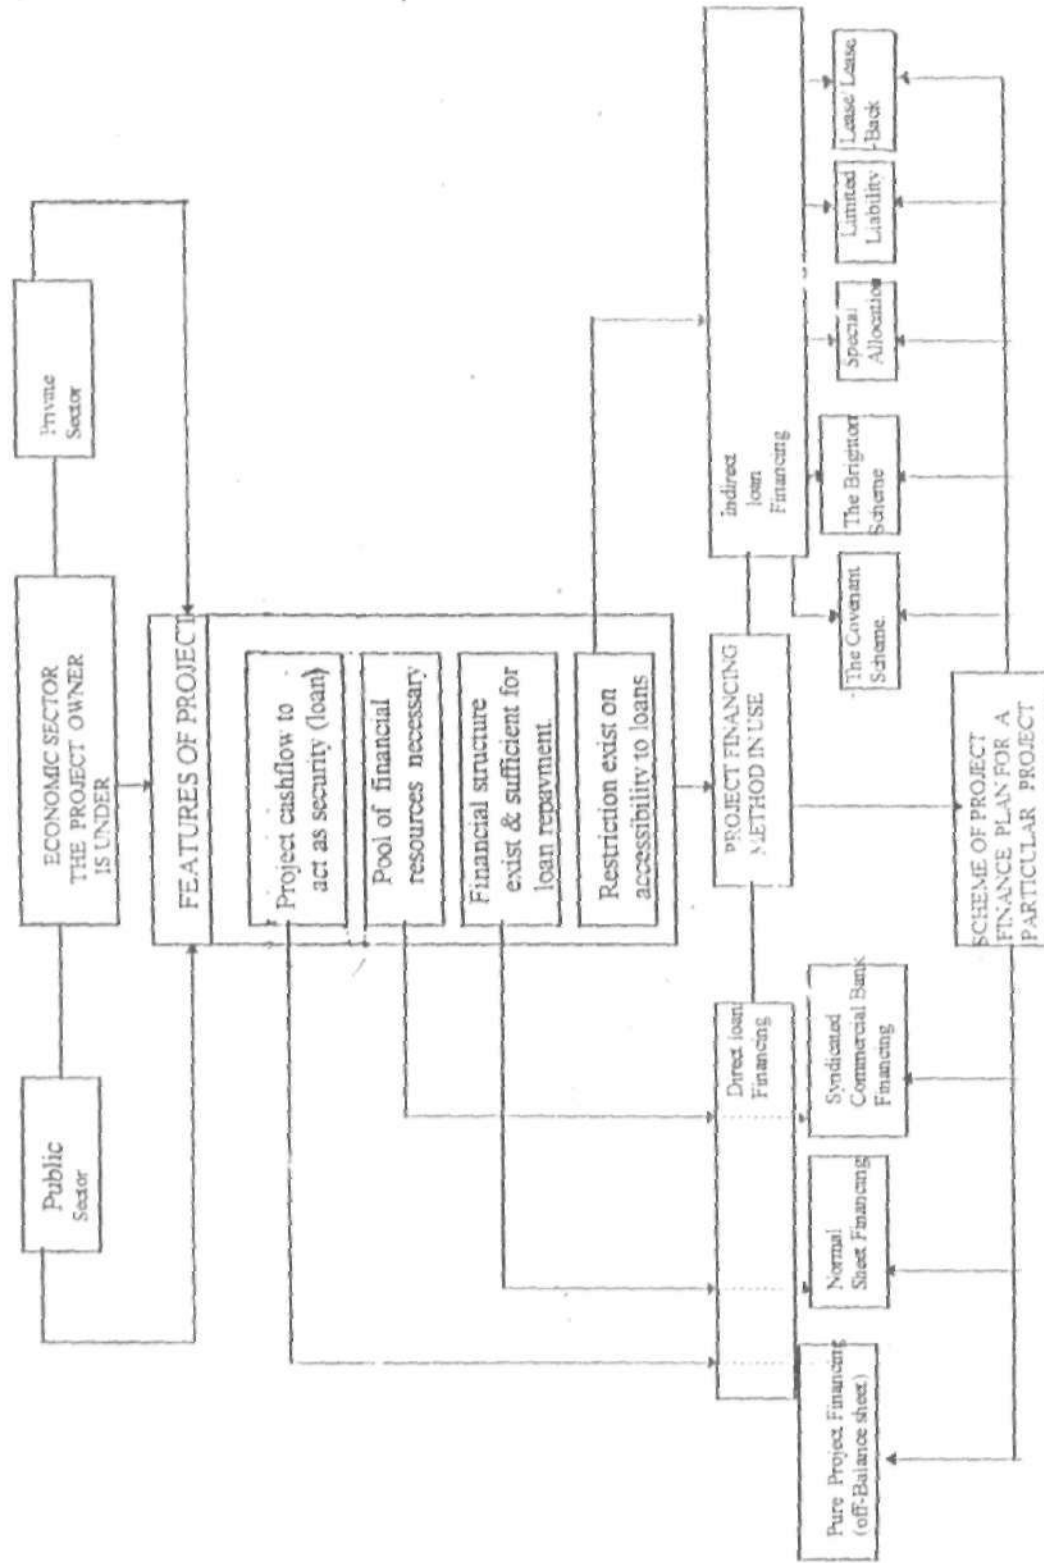 Public
Sector
ECONOMIC SECTOR
THE PROJECT OWNER
IS UNDER
Private
Sector
FEATURES OF PROJECT
Project cashflow to
act as security (loan)
Pool of financial
resources necessary
Financial structure
exist & sufficient for
loan repayment
Restriction exist on
accessibility to loans
Direct loan
Financing
PROJECT FINANCING
METHOD IN USE
Indirect
loan
Financing
Pure Project Financing
(off-Balance sheet)
Normal
Sheet Financing
Syndicated
Commercial Bank
Financing
The Covenant
Scheme.
The Brighton
Scheme
Special
Allocation
Limited
Liability
Lease/ Lease
-Back
SCHEME OF PROJECT
FINANCE PLAN FOR A
PARTICULAR PROJECT